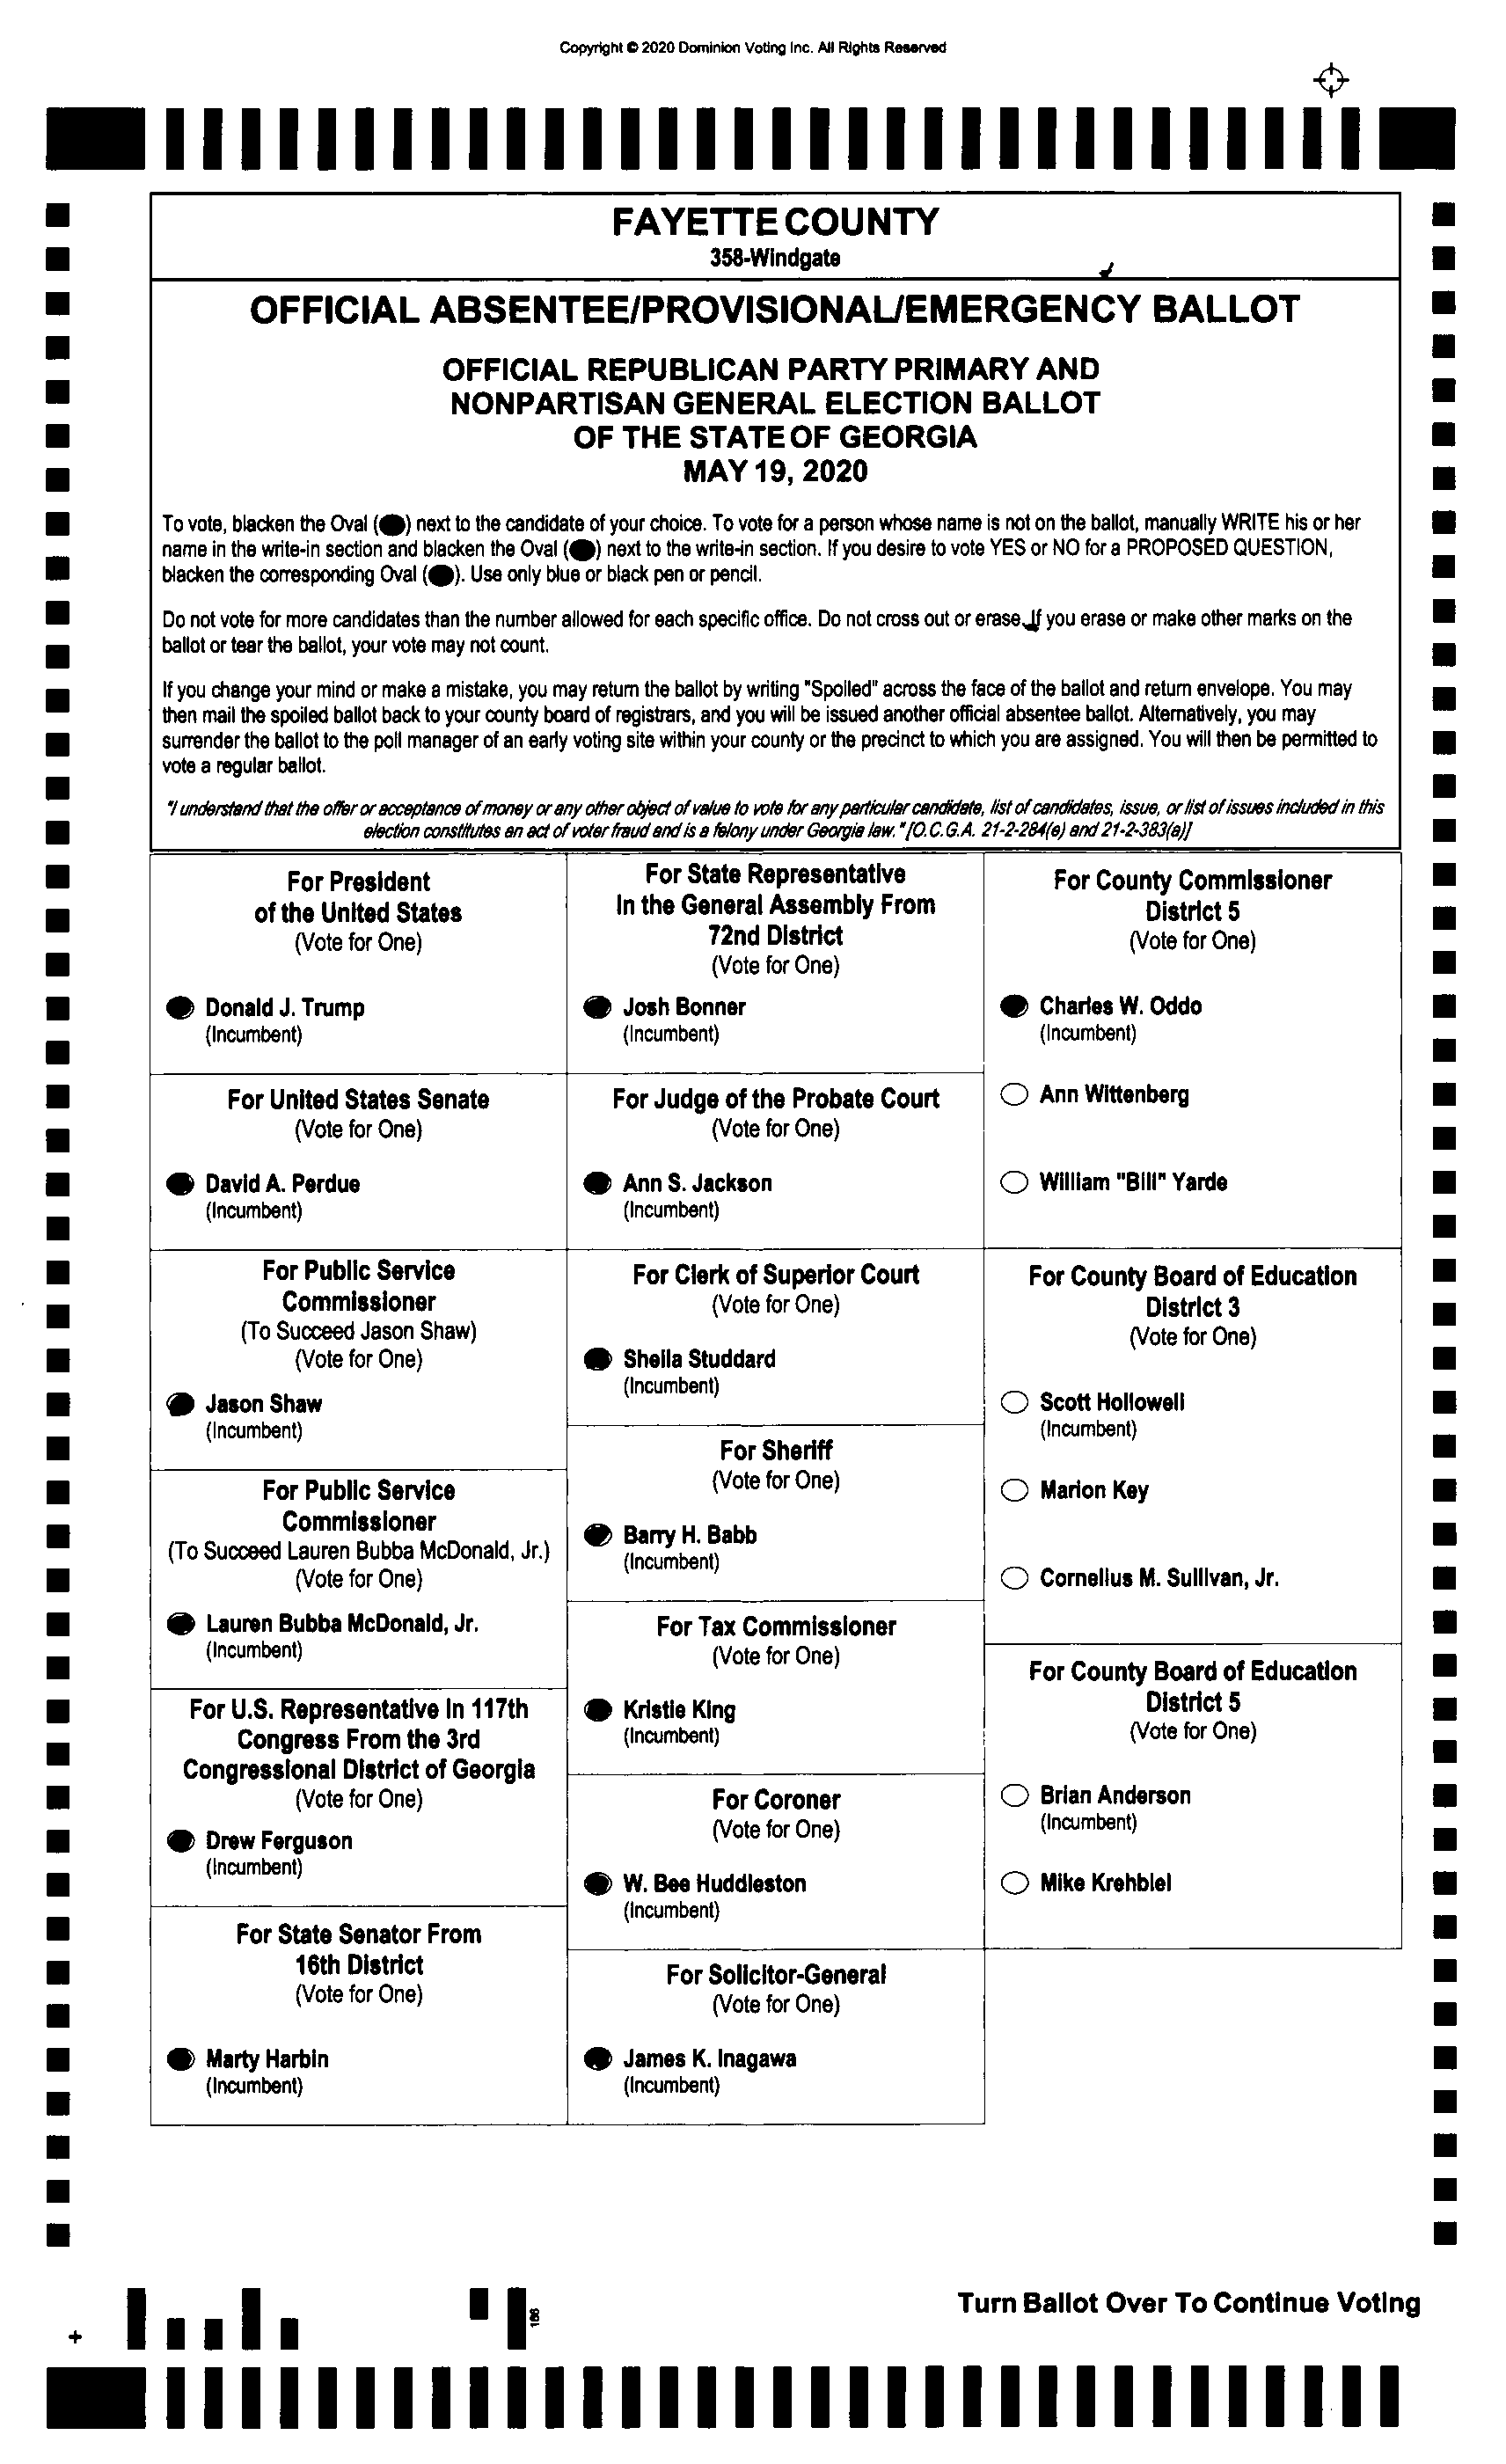 Copyright © 2020 Dominion Voting Inc. All Rights Reserved
FAYETTE COUNTY
358-Windgate
OFFICIAL ABSENTEE/PROVISIONAL/EMERGENCY BALLOT
OFFICIAL REPUBLICAN PARTY PRIMARY AND
NONPARTISAN GENERAL ELECTION BALLOT
OF THE STATE OF GEORGIA
MAY 19, 2020
To vote, blacken the Oval (●) next to the candidate of your choice. To vote for a person whose name is not on the ballot, manually WRITE his or her
name in the write-in section and blacken the Oval (●) next to the write-in section. If you desire to vote YES or NO for a PROPOSED QUESTION,
blacken the corresponding Oval (●). Use only blue or black pen or pencil.
Do not vote for more candidates than the number allowed for each specific office. Do not cross out or erase. If you erase or make other marks on the
ballot or tear the ballot, your vote may not count.
If you change your mind or make a mistake, you may return the ballot by writing "Spoiled" across the face of the ballot and return envelope. You may
then mail the spoiled ballot back to your county board of registrars, and you will be issued another official absentee ballot. Alternatively, you may
surrender the ballot to the poll manager of an early voting site within your county or the precinct to which you are assigned. You will then be permitted to
vote a regular ballot.
"I understand that the offer or acceptance of money or any other object of value to vote for any particular candidate, list of candidates, issue, or list of issues included in this
election constitutes an act of voter fraud and is a felony under Georgia law." [O.C.G.A. 21-2-284(e) and 21-2-383(a)]
For President
of the United States
(Vote for One)
Donald J. Trump
(Incumbent)
For United States Senate
(Vote for One)
David A. Perdue
(Incumbent)
For Public Service
Commissioner
(To Succeed Jason Shaw)
(Vote for One)
Jason Shaw
(Incumbent)
For Public Service
Commissioner
(To Succeed Lauren Bubba McDonald, Jr.)
(Vote for One)
Lauren Bubba McDonald, Jr.
(Incumbent)
For U.S. Representative in 117th
Congress From the 3rd
Congressional District of Georgia
(Vote for One)
Drew Ferguson
(Incumbent)
For State Senator From
16th District
(Vote for One)
Marty Harbin
(Incumbent)
For State Representative
In the General Assembly From
72nd District
(Vote for One)
Josh Bonner
(Incumbent)
For Judge of the Probate Court
(Vote for One)
Ann S. Jackson
(Incumbent)
For Clerk of Superior Court
(Vote for One)
Sheila Studdard
(Incumbent)
For Sheriff
(Vote for One)
Barry H. Babb
(Incumbent)
For Tax Commissioner
(Vote for One)
Kristie King
(Incumbent)
For Coroner
(Vote for One)
W. Bee Huddleston
(Incumbent)
For Solicitor-General
(Vote for One)
James K. Inagawa
(Incumbent)
For County Commissioner
District 5
(Vote for One)
Charles W. Oddo
(Incumbent)
Ann Wittenberg
William "Bill" Yarde
For County Board of Education
District 3
(Vote for One)
Scott Hollowell
(Incumbent)
Marion Key
Cornelius M. Sullivan, Jr.
For County Board of Education
District 5
(Vote for One)
Brian Anderson
(Incumbent)
Mike Krehbiel
Turn Ballot Over To Continue Voting